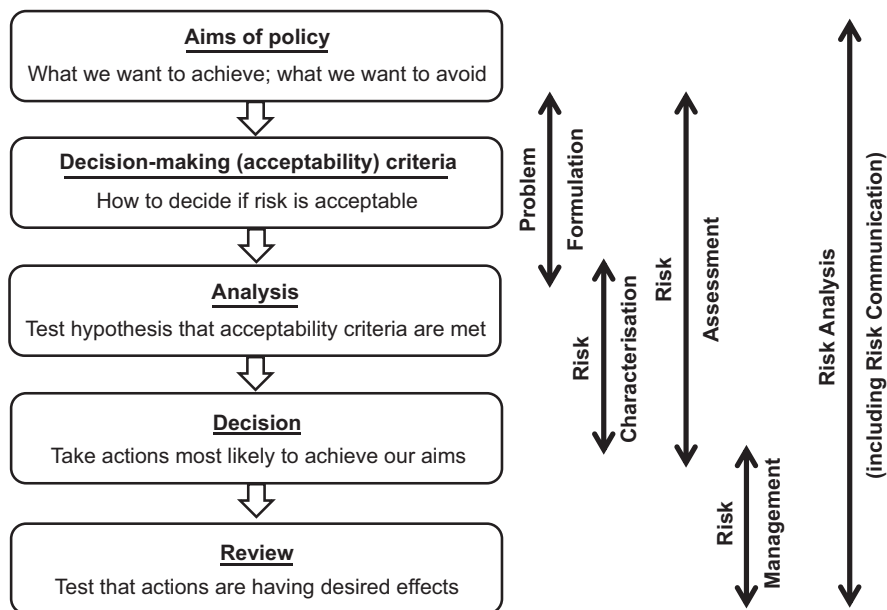 Aims of policy
What we want to achieve; what we want to avoid
Decision-making (acceptability) criteria
How to decide if risk is acceptable
Analysis
Test hypothesis that acceptability criteria are met
Decision
Take actions most likely to achieve our aims
Review
Test that actions are having desired effects
Problem
Formulation
Risk
Characterisation
Risk
Assessment
Risk
Management
Risk Analysis
(including Risk Communication)